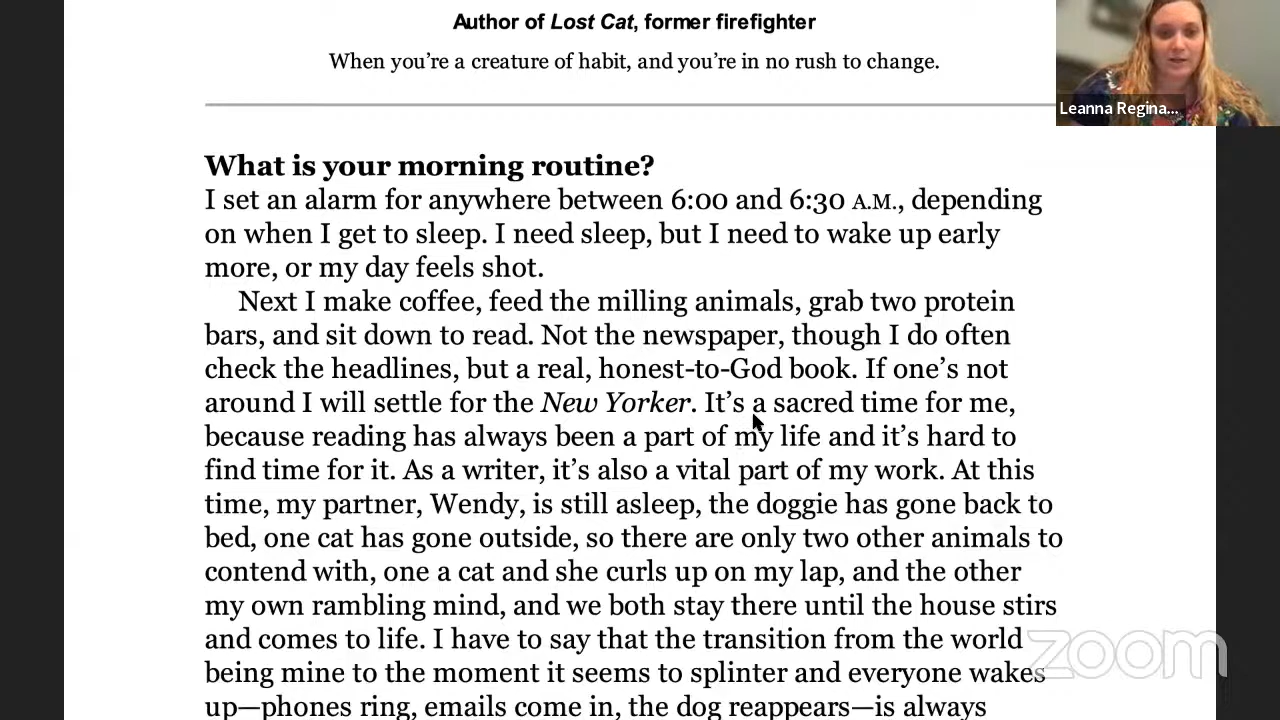 Author of Lost Cat, former firefighter
When you’re a creature of habit, and you’re in no rush to change.
Leanna Regina...
What is your morning routine?
I set an alarm for anywhere between 6:00 and 6:30 A.M., depending
on when I get to sleep. I need sleep, but I need to wake up early
more, or my day feels shot.
Next I make coffee, feed the milling animals, grab two protein
bars, and sit down to read. Not the newspaper, though I do often
check the headlines, but a real, honest-to-God book. If one’s not
around I will settle for the New Yorker. It’s a sacred time for me,
because reading has always been a part of my life and it’s hard to
find time for it. As a writer, it’s also a vital part of my work. At this
time, my partner, Wendy, is still asleep, the doggie has gone back to
bed, one cat has gone outside, so there are only two other animals to
contend with, one a cat and she curls up on my lap, and the other
my own rambling mind, and we both stay there until the house stirs
and comes to life. I have to say that the transition from the world
being mine to the moment it seems to splinter and everyone wakes
up—phones ring, emails come in, the dog reappears—is always
zoom